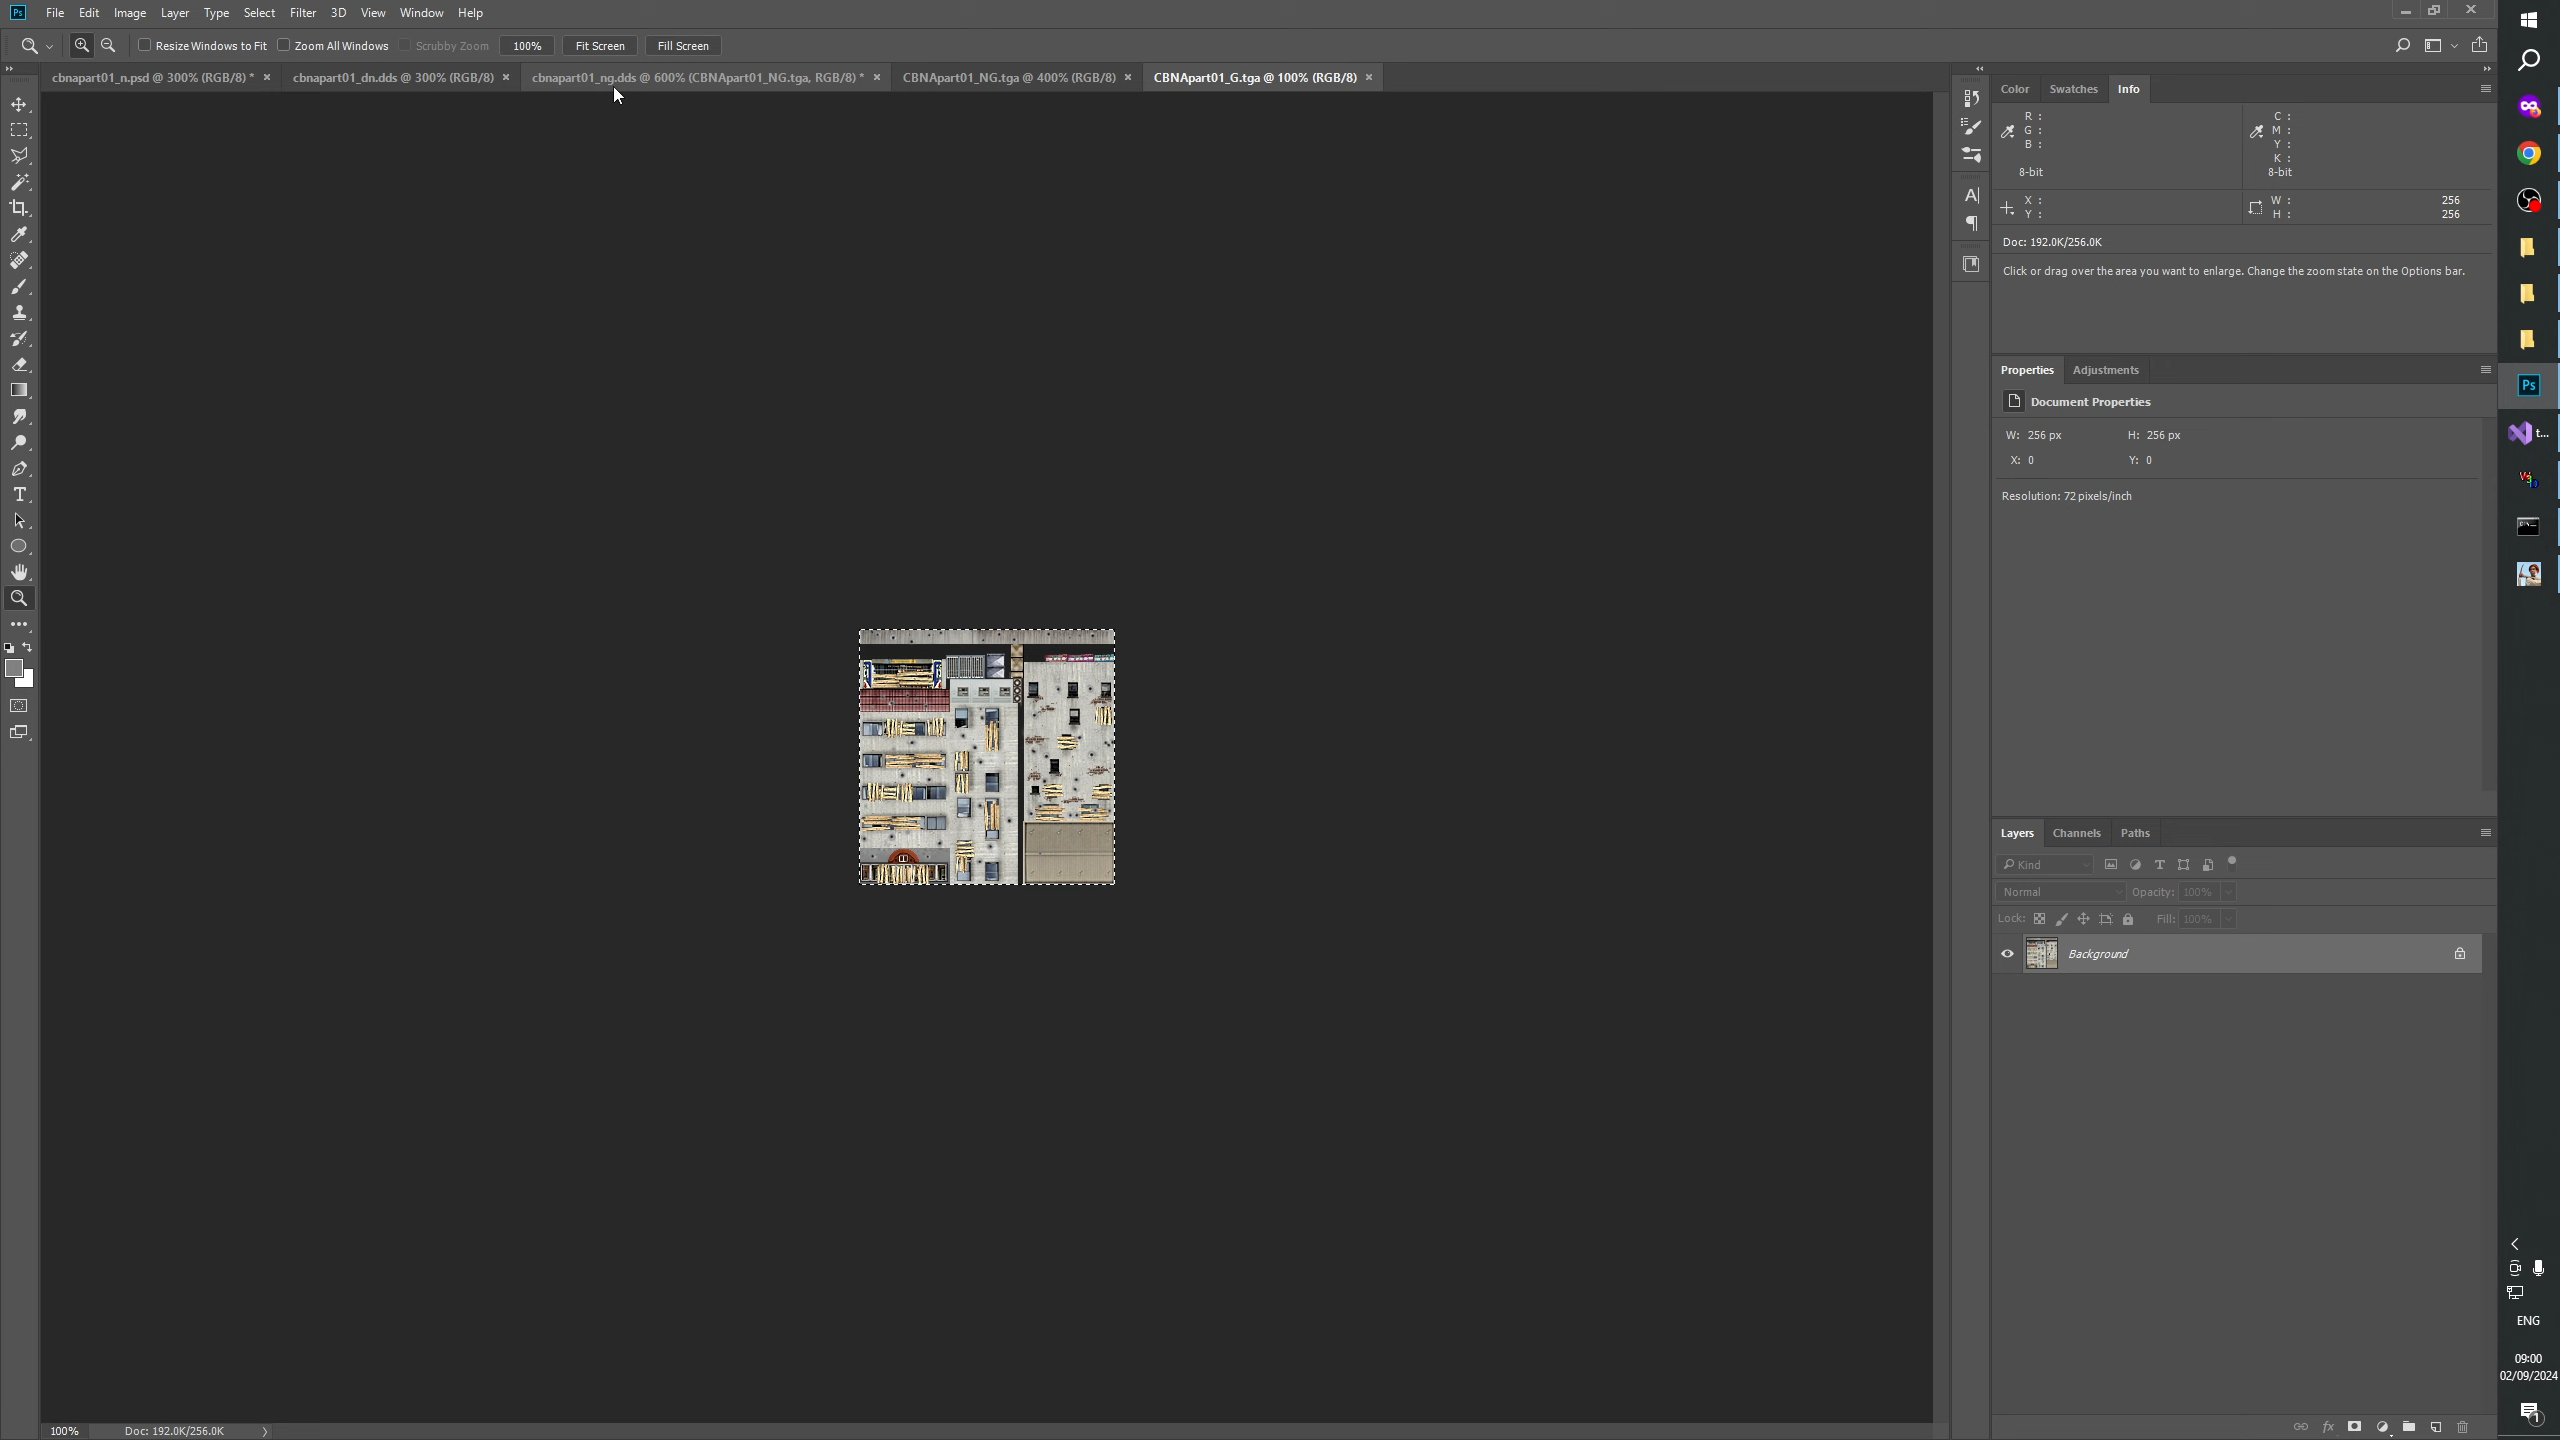 Ps File Edit Image Layer Type Select Filter 3D View Window Help
Resize Windows to Fit Zoom All Windows Scrubby Zoom 100% Fit Screen Fill Screen
cbnapart01_n.psd @ 300% (RGB/8) * × cbnapart01_dn.dds @ 300% (RGB/8) × cbnapart01_ng.dds @ 600% (CBNApart01_NG.tga, RGB/8) * × CBNApart01_NG.tga @ 400% (RGB/8) × CBNApart01_G.tga @ 100% (RGB/8) ×
Color Swatches Info
R :
G :
B :
8-bit
C :
M :
Y :
K :
8-bit
X :
Y :
W : 256
H : 256
Doc: 192.0K/256.0K
Click or drag over the area you want to enlarge. Change the zoom state on the Options bar.
Properties Adjustments
Document Properties
W: 256 px H: 256 px
X: 0 Y: 0
Resolution: 72 pixels/inch
Layers Channels Paths
Kind
Normal Opacity: 100%
Lock: Fill: 100%
Background
100% Doc: 192.0K/256.0K
Ps
t...
ENG
09:00
02/09/2024
1